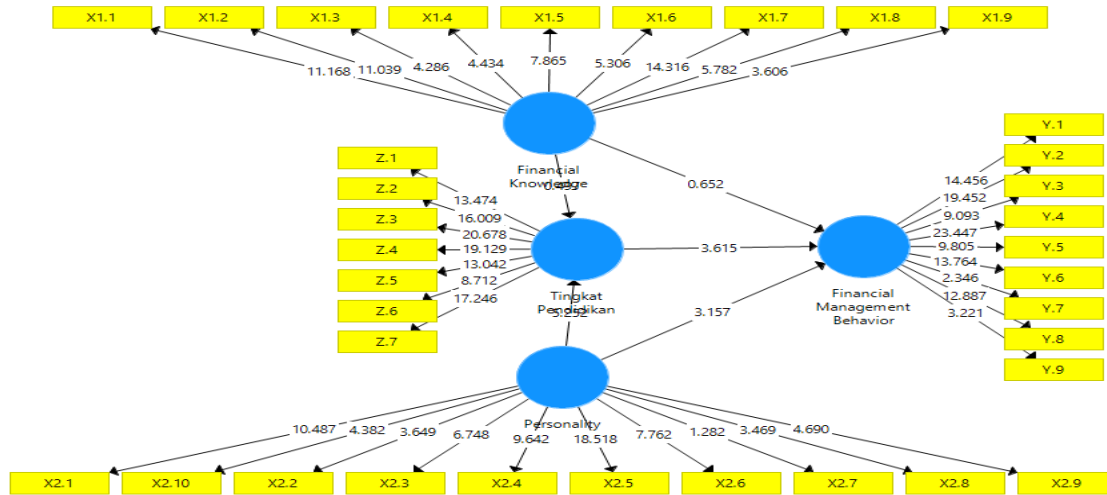 X1.1 X1.2 X1.3 X1.4 X1.5 X1.6 X1.7 X1.8 X1.9
11.168 11.039 4.286 4.434 7.865 5.306 14.316 5.782 3.606
Financial
Knowledge
0.652
Z.1
Z.2
Z.3
Z.4
Z.5
Z.6
Z.7
13.474
16.009
20.678
19.129
13.042
8.712
17.246
Tingkat
Pendidikan
3.615
3.157
Y.1
Y.2
Y.3
Y.4
Y.5
Y.6
Y.7
Y.8
Y.9
14.456
19.452
9.093
23.447
9.805
13.764
2.346
12.887
3.221
Financial
Management
Behavior
Personality
10.487 4.382 3.649 6.748 9.642 18.518 7.762 1.282 3.469 4.690
X2.1 X2.10 X2.2 X2.3 X2.4 X2.5 X2.6 X2.7 X2.8 X2.9